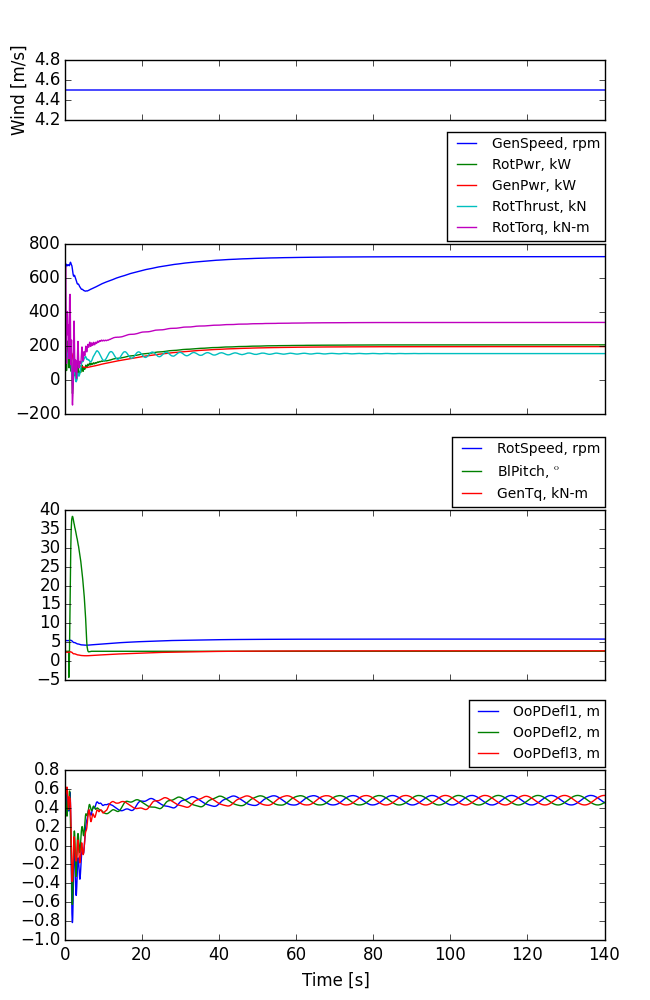 Wind [m/s]
4.8
4.6
4.4
4.2
GenSpeed, rpm
RotPwr, kW
GenPwr, kW
RotThrust, kN
RotTorq, kN-m
800
600
400
200
0
−200
RotSpeed, rpm
BlPitch, °
GenTq, kN-m
40
35
30
25
20
15
10
5
0
−5
OoPDefl1, m
OoPDefl2, m
OoPDefl3, m
0.8
0.6
0.4
0.2
0.0
−0.2
−0.4
−0.6
−0.8
−1.0
0 20 40 60 80 100 120 140
Time [s]